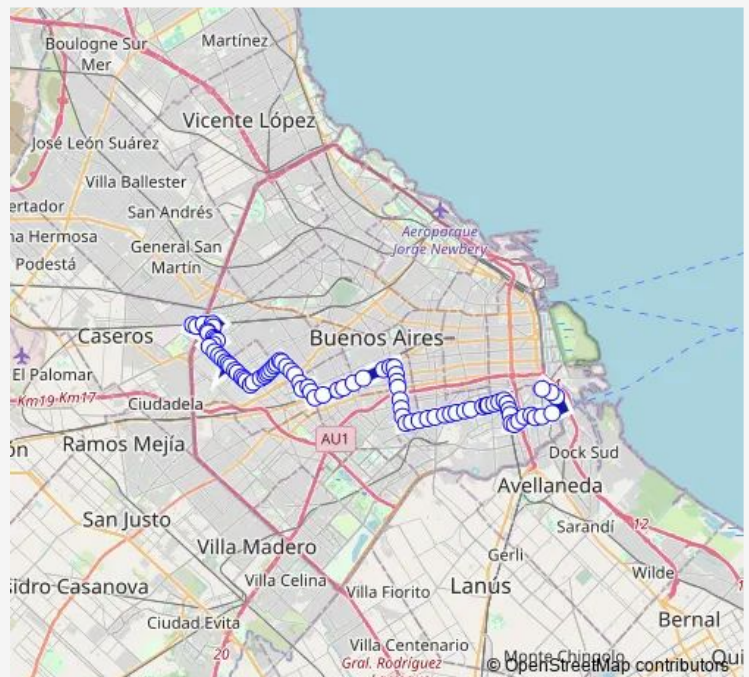 Boulogne Sur
Mer
Martínez
Vicente López
José León Suárez
Villa Ballester
San Andrés
General San
Martín
Hermosa
Podestá
Aeroparque
Jorge Newbery
Caseros
Buenos Aires
El Palomar
Km19
Km17
Ciudadela
AU1
Ramos Mejía
Dock Sud
Avellaneda
San Justo
Sarandí
12
Villa Madero
Gerli
Wilde
Casanova
Villa Celina
Villa Fiorito
Lanús
Ciudad Evita
Bernal
20
Villa Centenario
Gral. Rodríguez
Monte Chingolo
© OpenStreetMap contributors